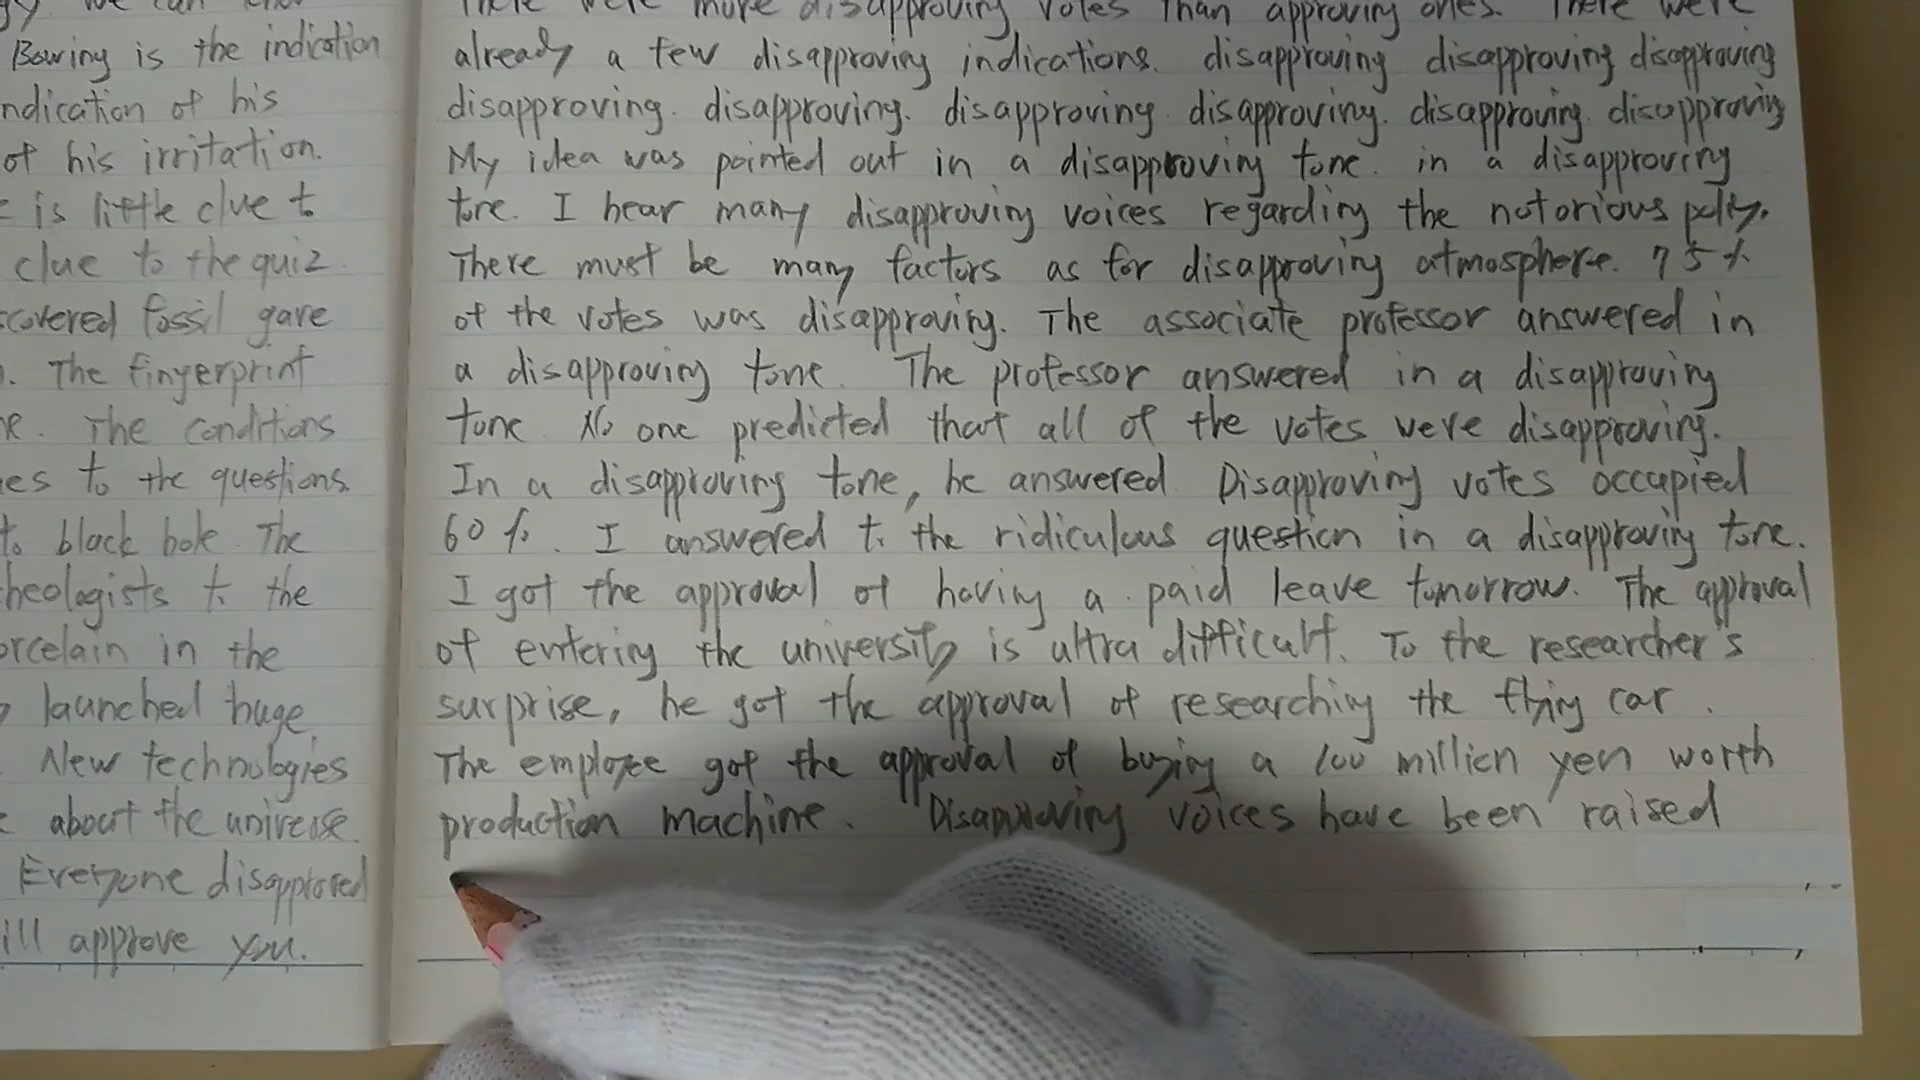 Bowing is the indication
ndication of his
of his irritation.
is little clue t
clue to the quiz.
covered fossil gave
. The fingerprint
e. The conditions
es to the questions.
to black hole. The
heologists to the
orcelain in the
launched huge
. New technologies
about the universe.
Everyone disapproved
ill approve you.
There were more disapproving votes than approving ones. There were
already a few disapproving indications. disapproving disapproving disapproving
disapproving. disapproving. disapproving. disapproving. disapproving. disapproving
My idea was pointed out in a disapproving tone. in a disapproving
tone. I hear many disapproving voices regarding the notorious
There must be many factors as for disapproving atmosphere. 75%
of the votes was disapproving. The associate professor answered in
a disapproving tone. The professor answered in a disapproving
tone. No one predicted that all of the votes were disapproving.
In a disapproving tone, he answered. Disapproving votes occupied
60%. I answered to the ridiculous question in a disapproving tone.
I got the approval of having a paid leave tomorrow. The approval
of entering the university is ultra difficult. To the researcher's
surprise, he got the approval of researching the flying car.
The employee got the approval of buying a 100 million yen worth
production machine. Disapproving voices have been raised